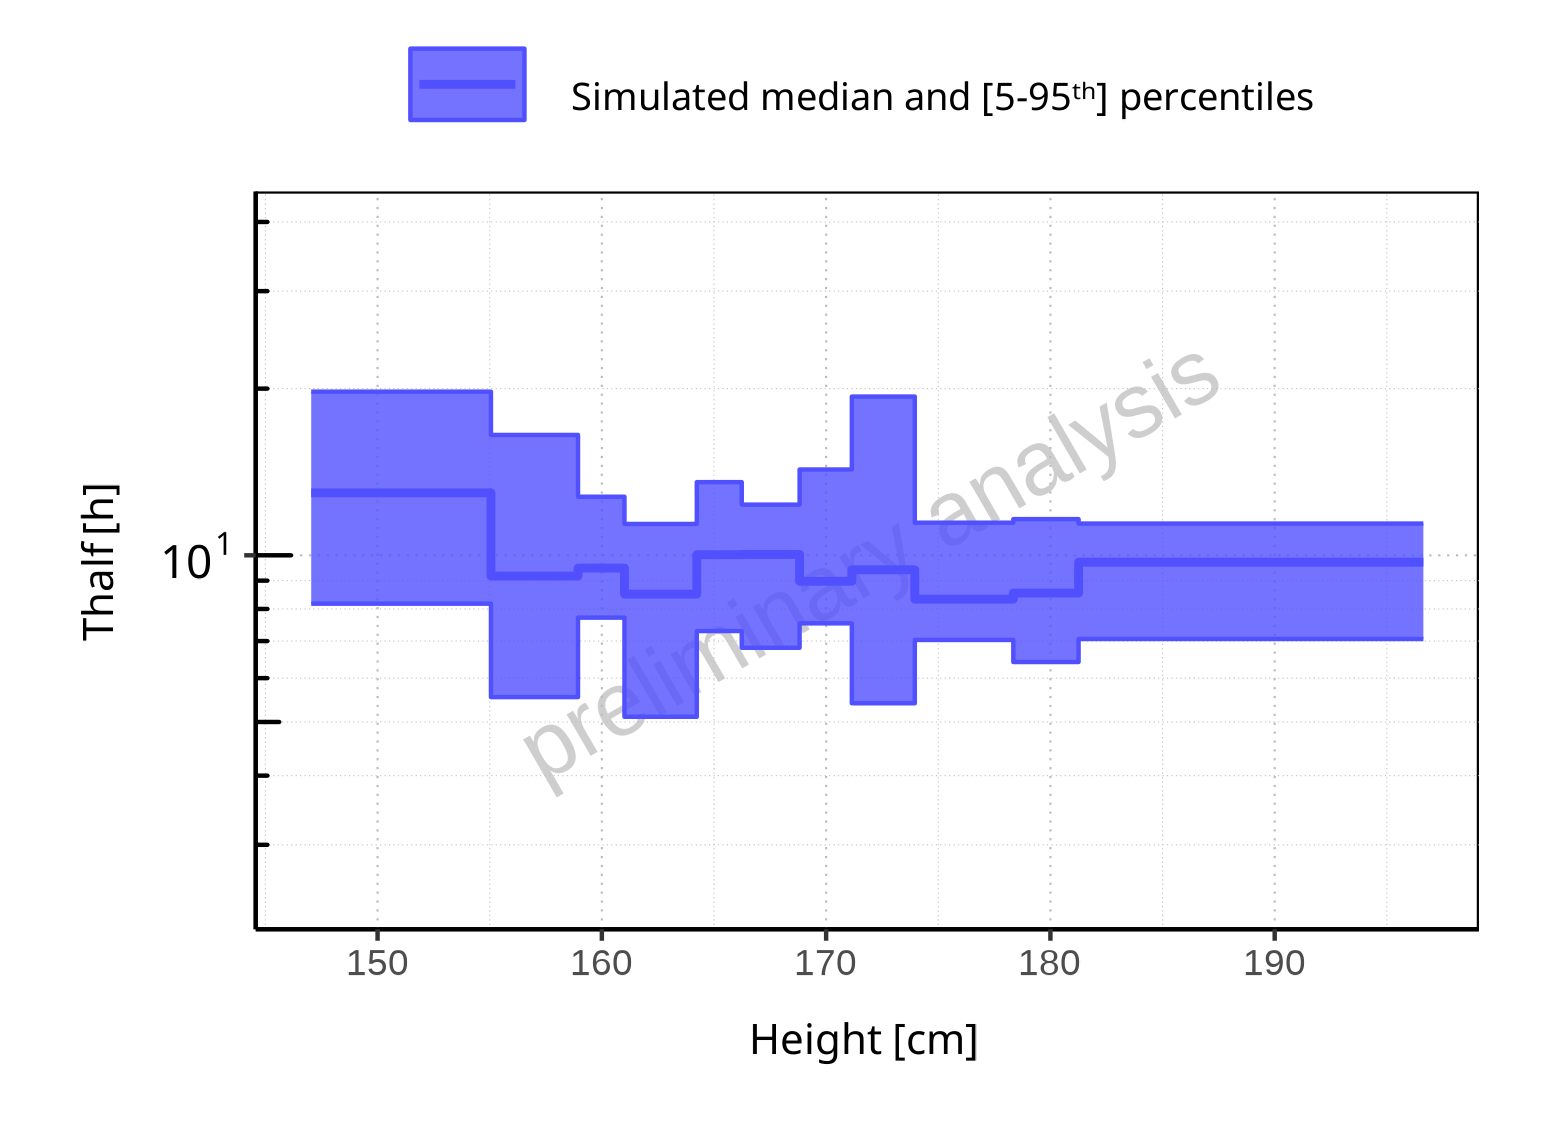 Simulated median and [5-95ᵗʰ] percentiles
Thalf [h]
10¹
preliminary analysis
150 160 170 180 190
Height [cm]